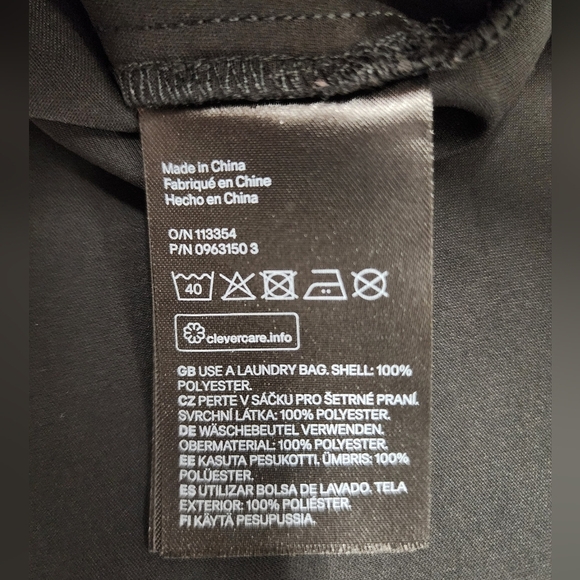 Made in China
Fabriqué en Chine
Hecho en China
O/N 113354
P/N 0963150 3
40
clevercare.info
GB USE A LAUNDRY BAG. SHELL: 100%
POLYESTER.
CZ PERTE V SÁČKU PRO ŠETRNÉ PRANÍ.
SVRCHNÍ LÁTKA: 100% POLYESTER.
DE WÄSCHEBEUTEL VERWENDEN.
OBERMATERIAL: 100% POLYESTER.
EE KASUTA PESUKOTTI. ÜMBRIS: 100%
POLÜESTER.
ES UTILIZAR BOLSA DE LAVADO. TELA
EXTERIOR: 100% POLIÉSTER.
FI KÄYTÄ PESUPUSSIA.